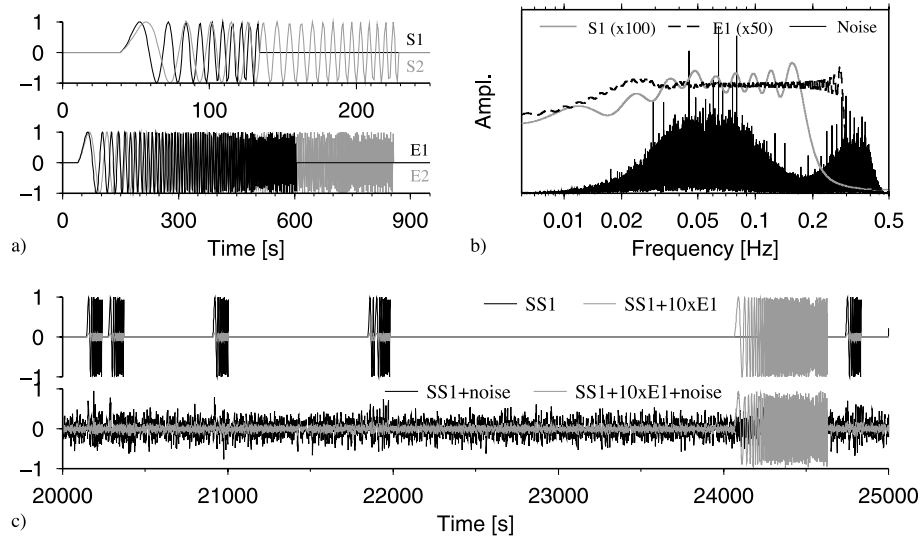 1
0
−1
S1
S2
0 100 200
1
0
−1
E1
E2
0 300 600 900
Time [s]
a)
S1 (x100) E1 (x50) Noise
Ampl.
0.01 0.02 0.05 0.1 0.2 0.5
Frequency [Hz]
b)
1
0
−1
SS1 SS1+10xE1
1
0
−1
SS1+noise SS1+10xE1+noise
20000 21000 22000 23000 24000 25000
Time [s]
c)